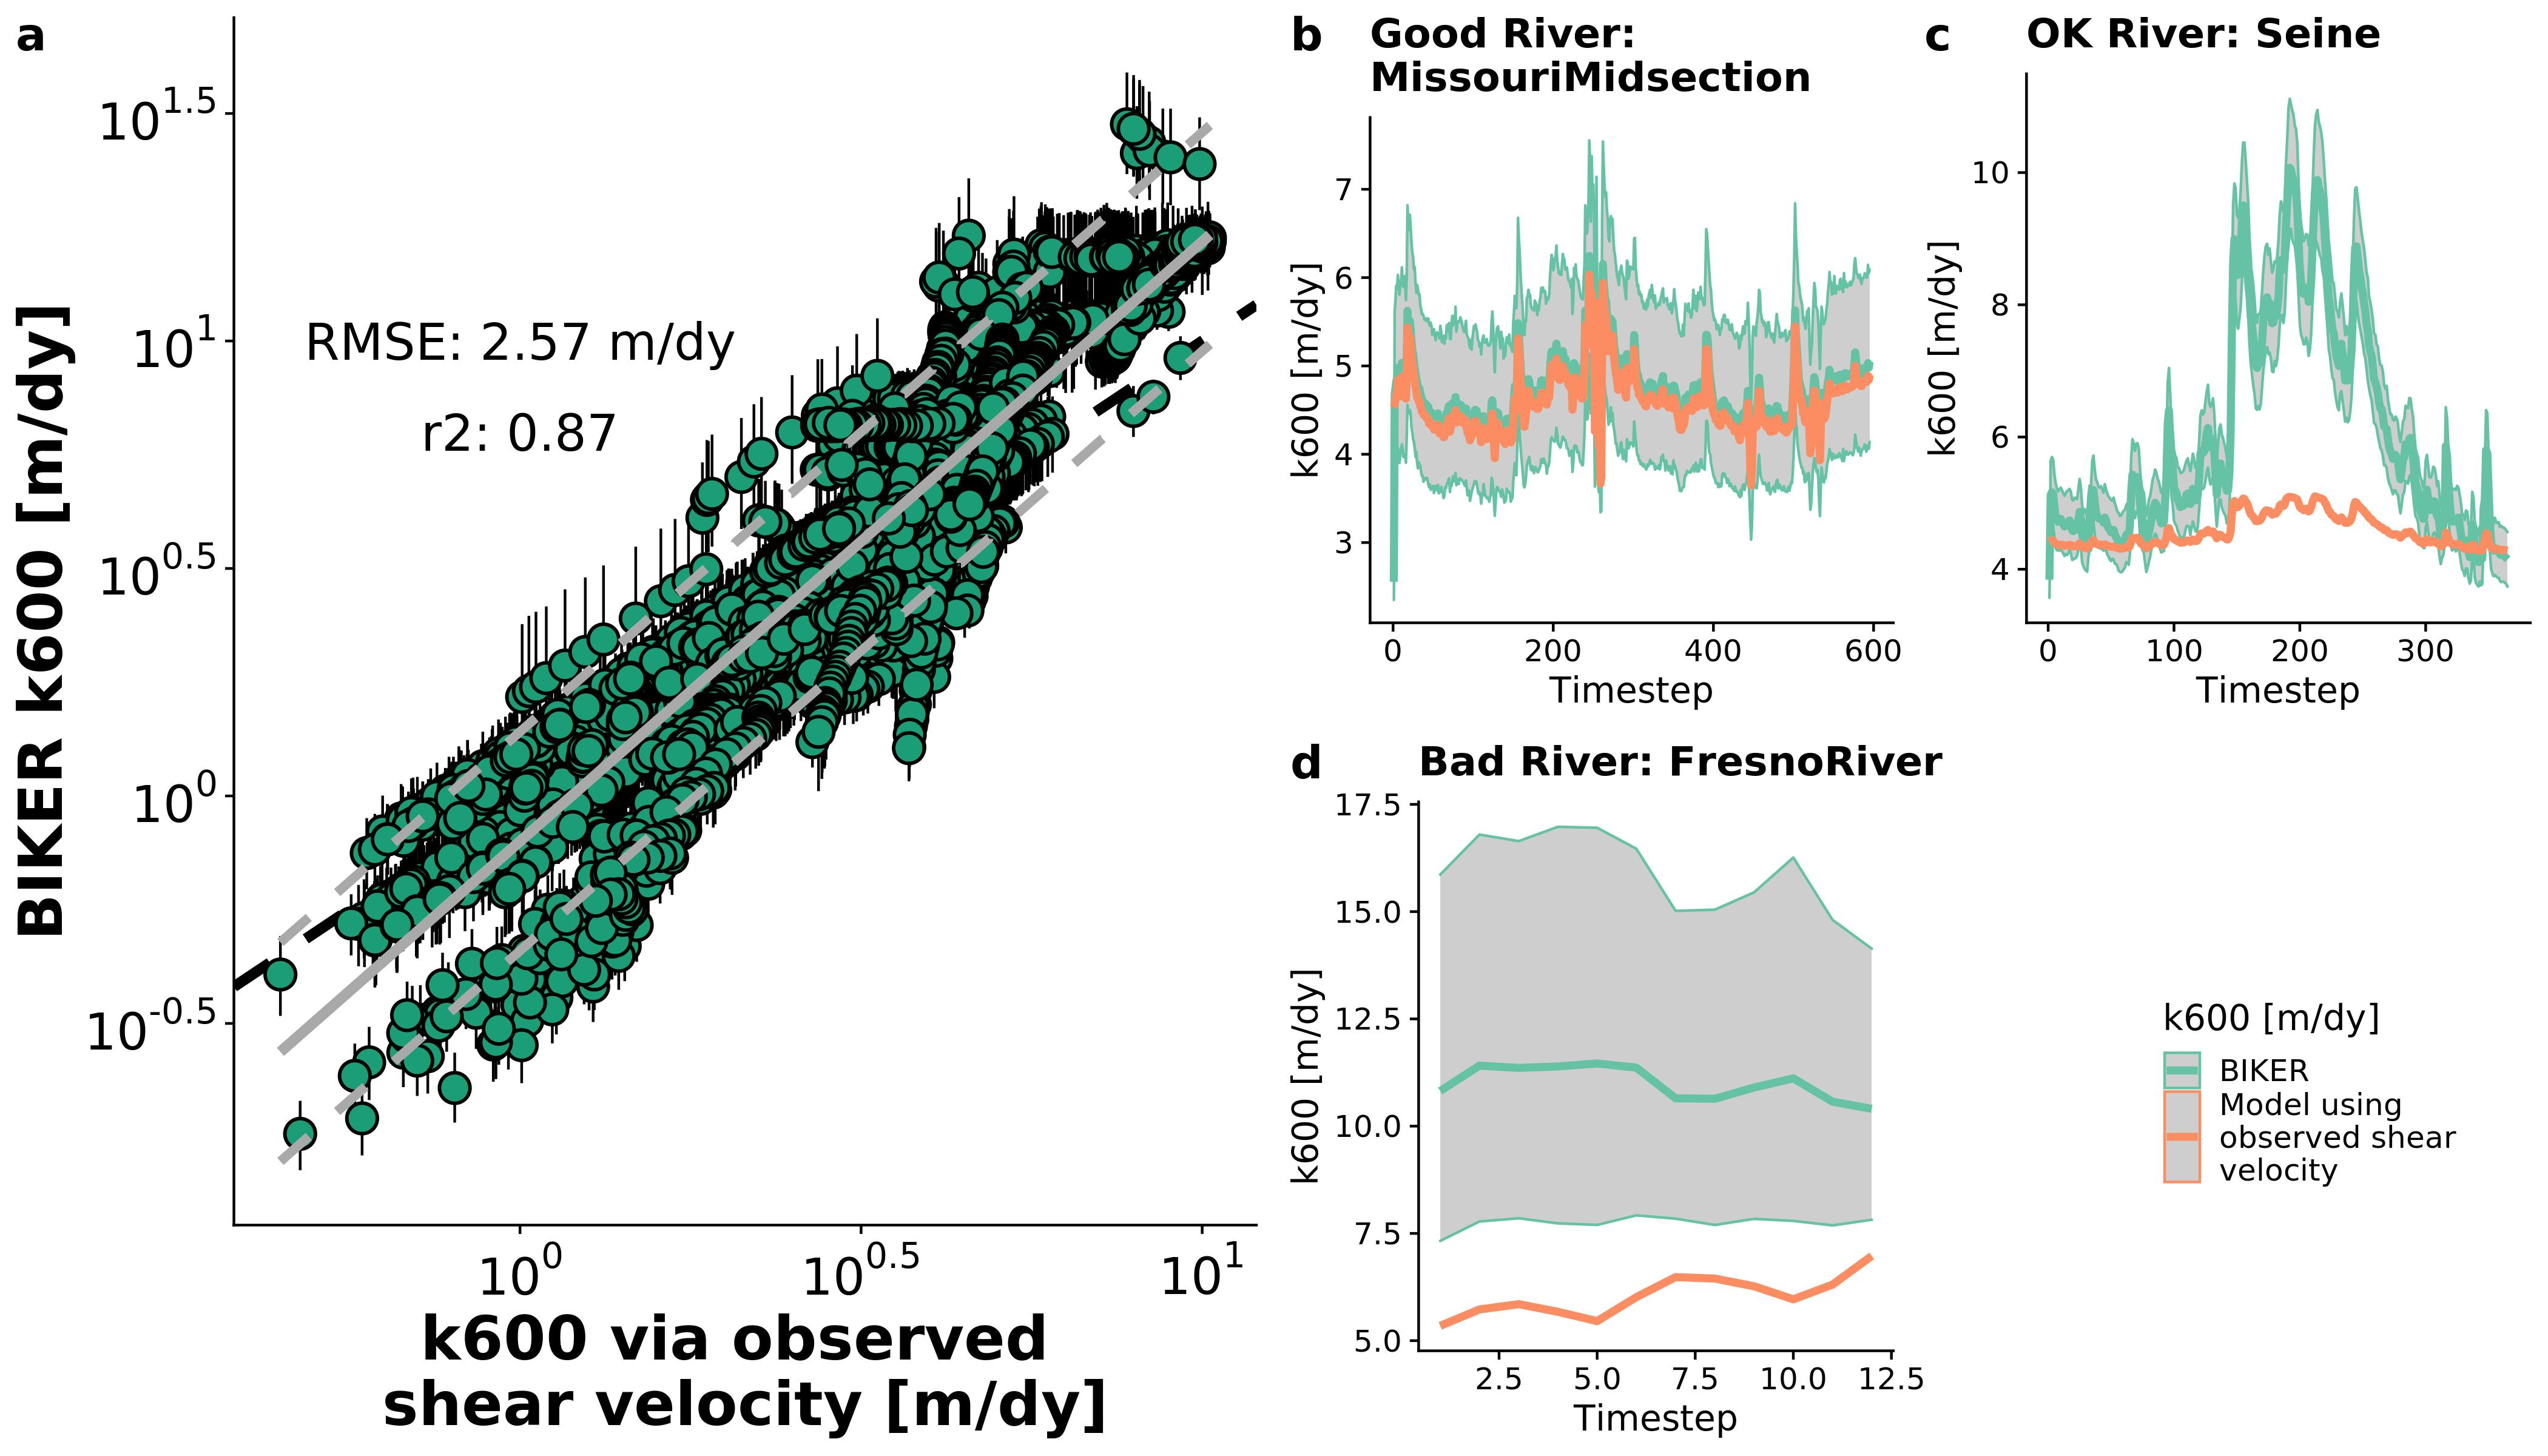 a
BIKER k600 [m/dy]
10^1.5
10^1
10^0.5
10^0
10^-0.5
RMSE: 2.57 m/dy
r2: 0.87
10^0
10^0.5
10^1
k600 via observed
shear velocity [m/dy]
b
Good River:
MissouriMidsection
k600 [m/dy]
7
6
5
4
3
0
200
400
600
Timestep
c
OK River: Seine
k600 [m/dy]
10
8
6
4
0
100
200
300
Timestep
d
Bad River: FresnoRiver
k600 [m/dy]
17.5
15.0
12.5
10.0
7.5
5.0
2.5
5.0
7.5
10.0
12.5
Timestep
k600 [m/dy]
BIKER
Model using
observed shear
velocity